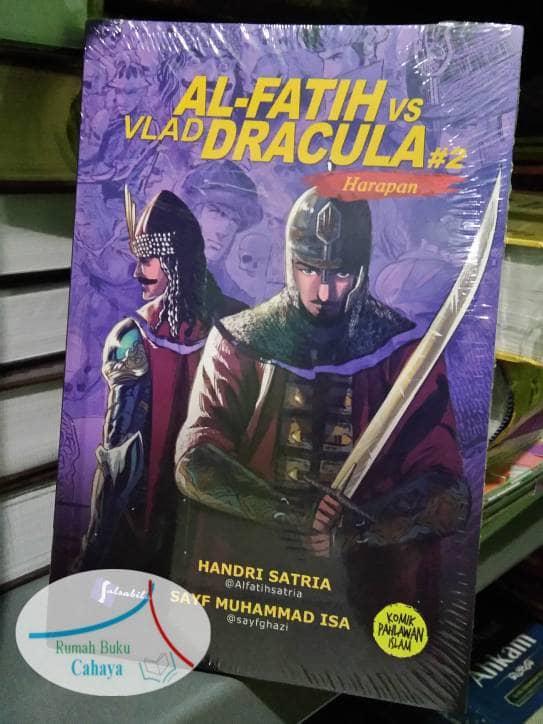 AL-FATIH VS
VLAD DRACULA #2
Harapan
HANDRI SATRIA
@Alfatihsatria
SAYF MUHAMMAD ISA
@sayfghazi
Salsabila
KOMIK
PAHLAWAN
ISLAM
Rumah Buku
Cahaya